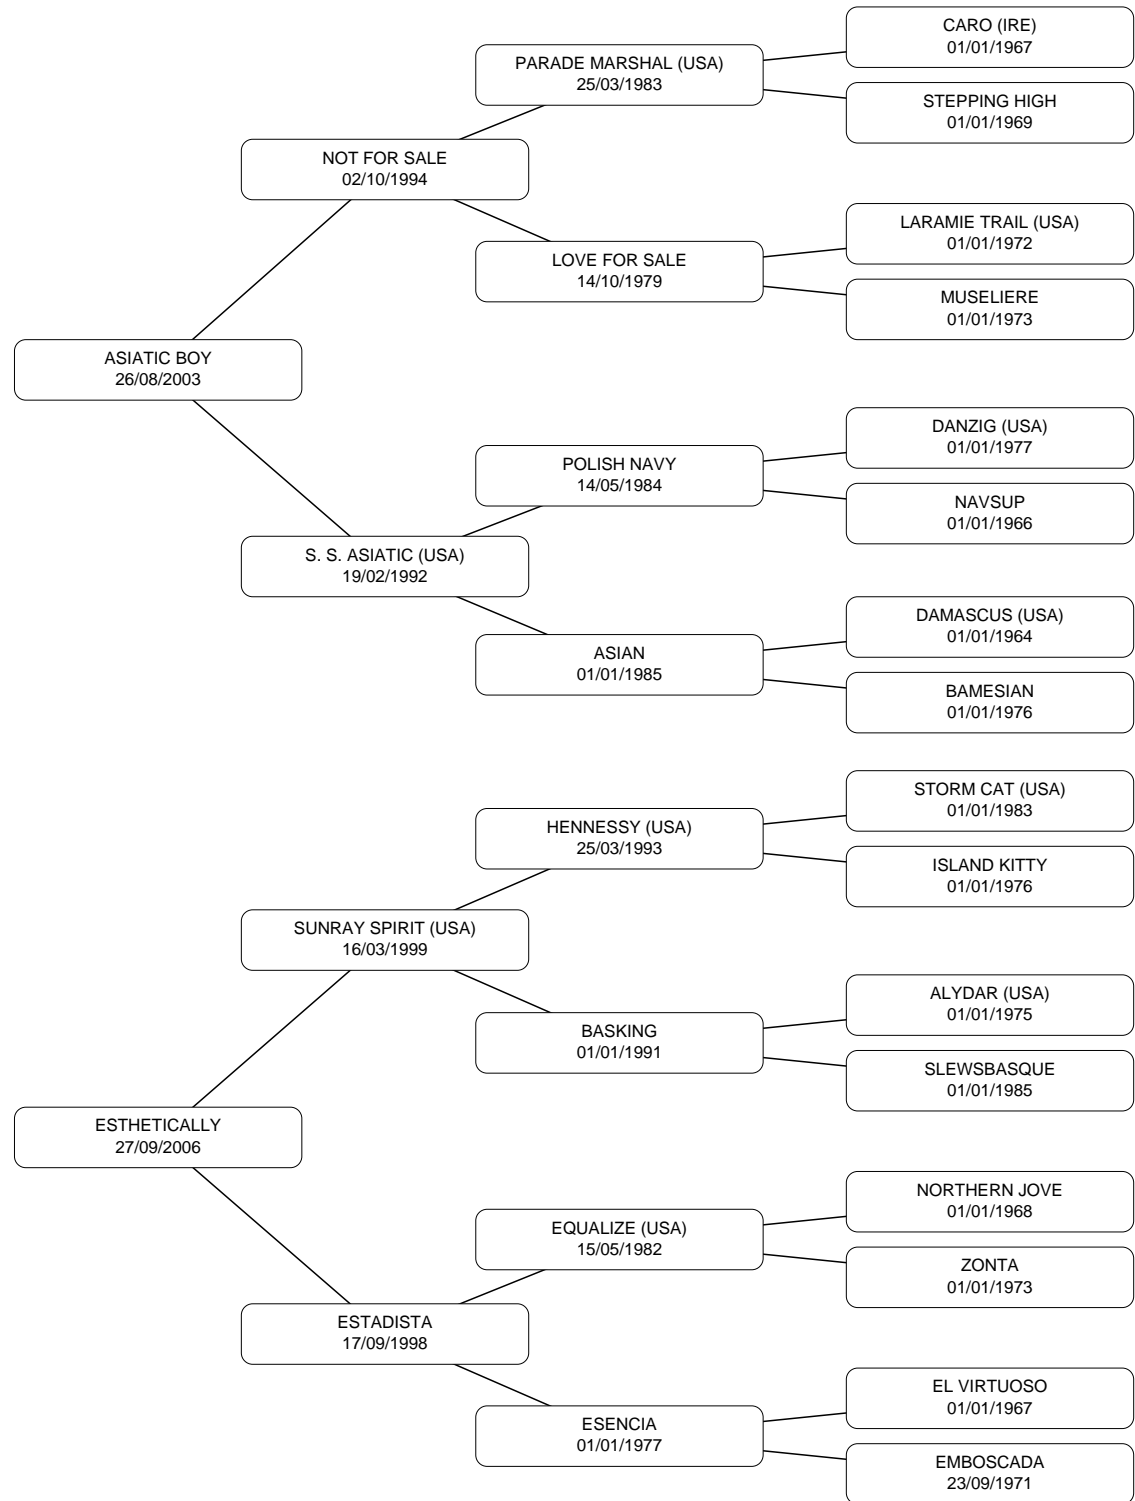 CARO (IRE)
01/01/1967
PARADE MARSHAL (USA)
25/03/1983
STEPPING HIGH
01/01/1969
NOT FOR SALE
02/10/1994
LARAMIE TRAIL (USA)
01/01/1972
LOVE FOR SALE
14/10/1979
MUSELIERE
01/01/1973
ASIATIC BOY
26/08/2003
DANZIG (USA)
01/01/1977
POLISH NAVY
14/05/1984
NAVSUP
01/01/1966
S. S. ASIATIC (USA)
19/02/1992
DAMASCUS (USA)
01/01/1964
ASIAN
01/01/1985
BAMESIAN
01/01/1976
STORM CAT (USA)
01/01/1983
HENNESSY (USA)
25/03/1993
ISLAND KITTY
01/01/1976
SUNRAY SPIRIT (USA)
16/03/1999
ALYDAR (USA)
01/01/1975
BASKING
01/01/1991
SLEWSBASQUE
01/01/1985
ESTHETICALLY
27/09/2006
NORTHERN JOVE
01/01/1968
EQUALIZE (USA)
15/05/1982
ZONTA
01/01/1973
ESTADISTA
17/09/1998
EL VIRTUOSO
01/01/1967
ESENCIA
01/01/1977
EMBOSCADA
23/09/1971